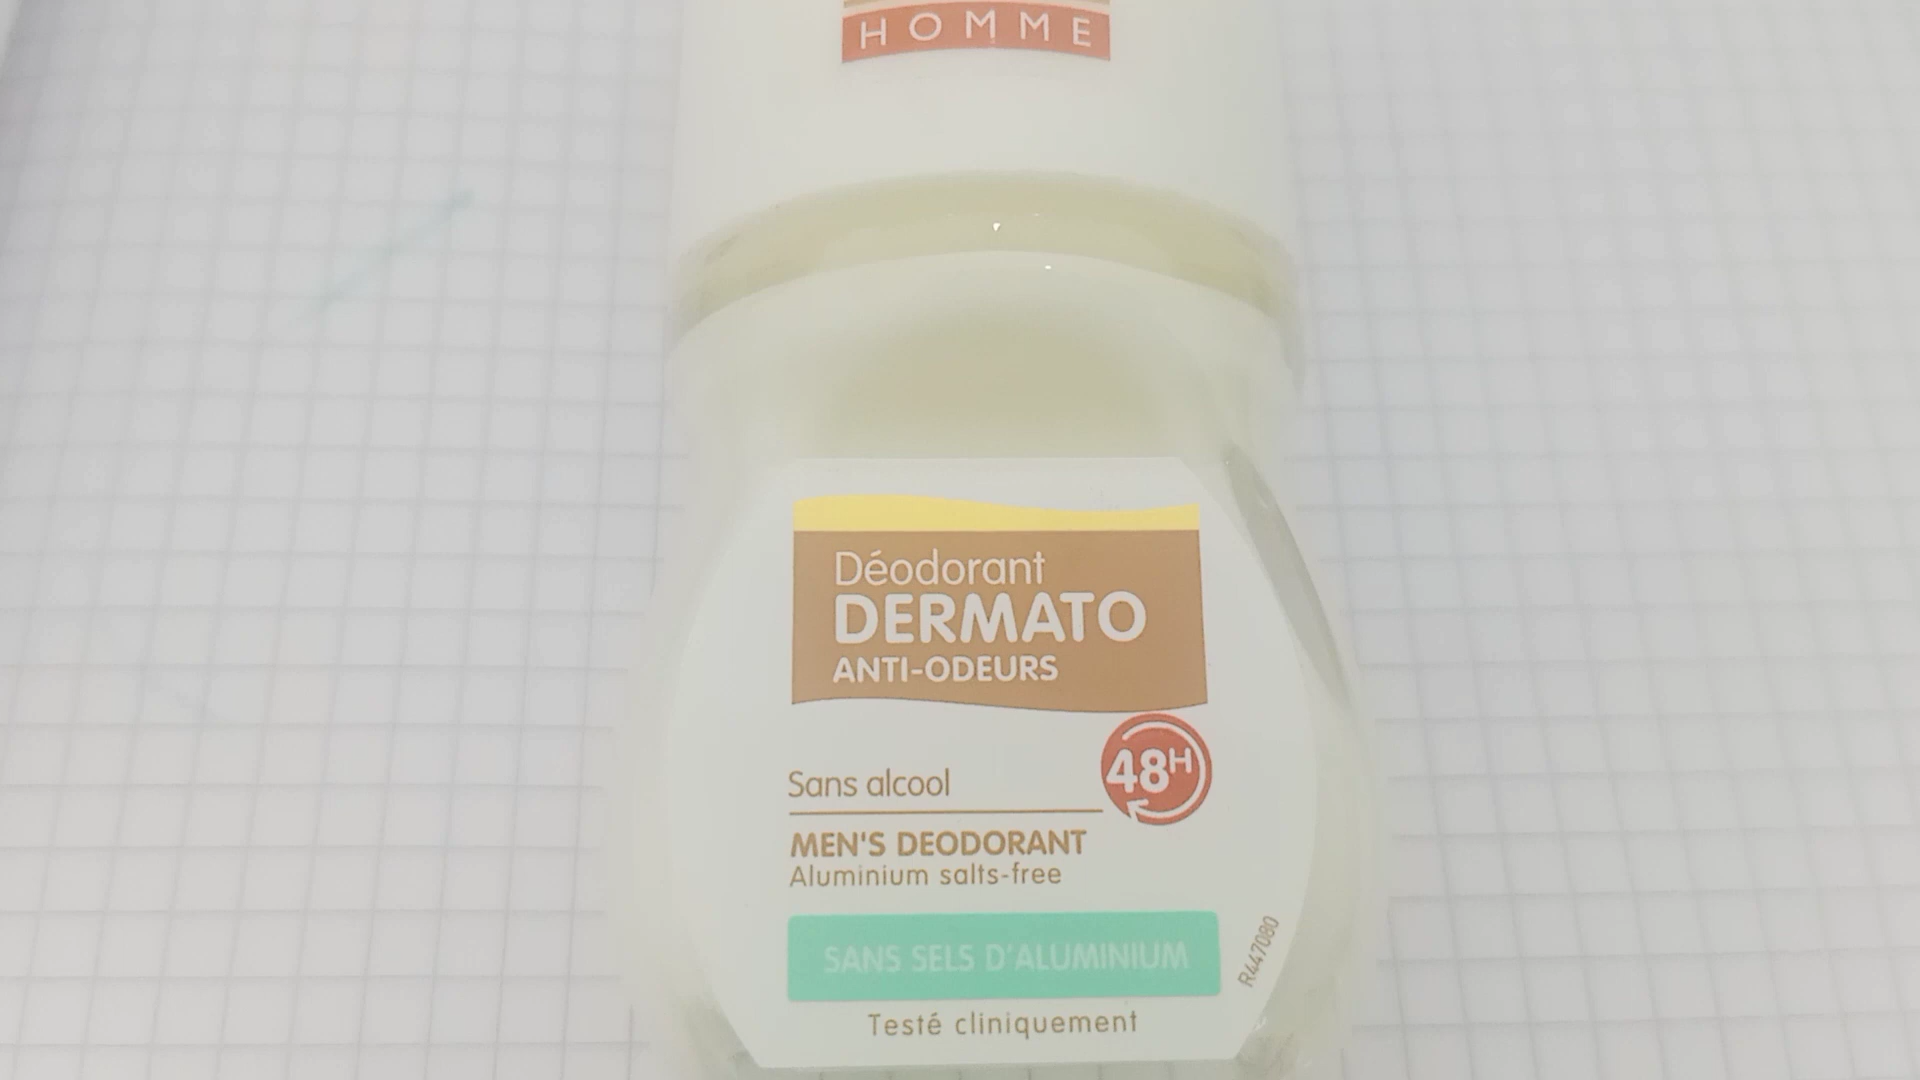 HOMME
Déodorant
DERMATO
ANTI-ODEURS
48H
Sans alcool
MEN'S DEODORANT
Aluminium salts-free
SANS SELS D'ALUMINIUM
R447080
Testé cliniquement